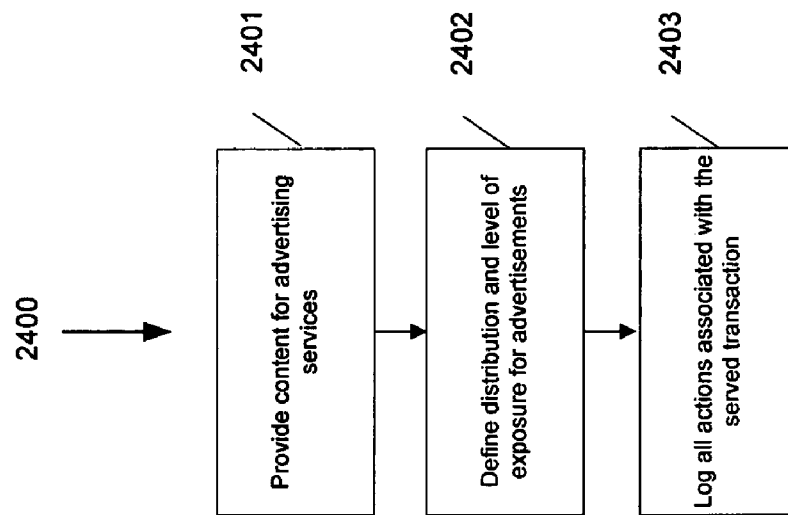 2400
Provide content for advertising
services
2401
Define distribution and level of
exposure for advertisements
2402
Log all actions associated with the
served transaction
2403